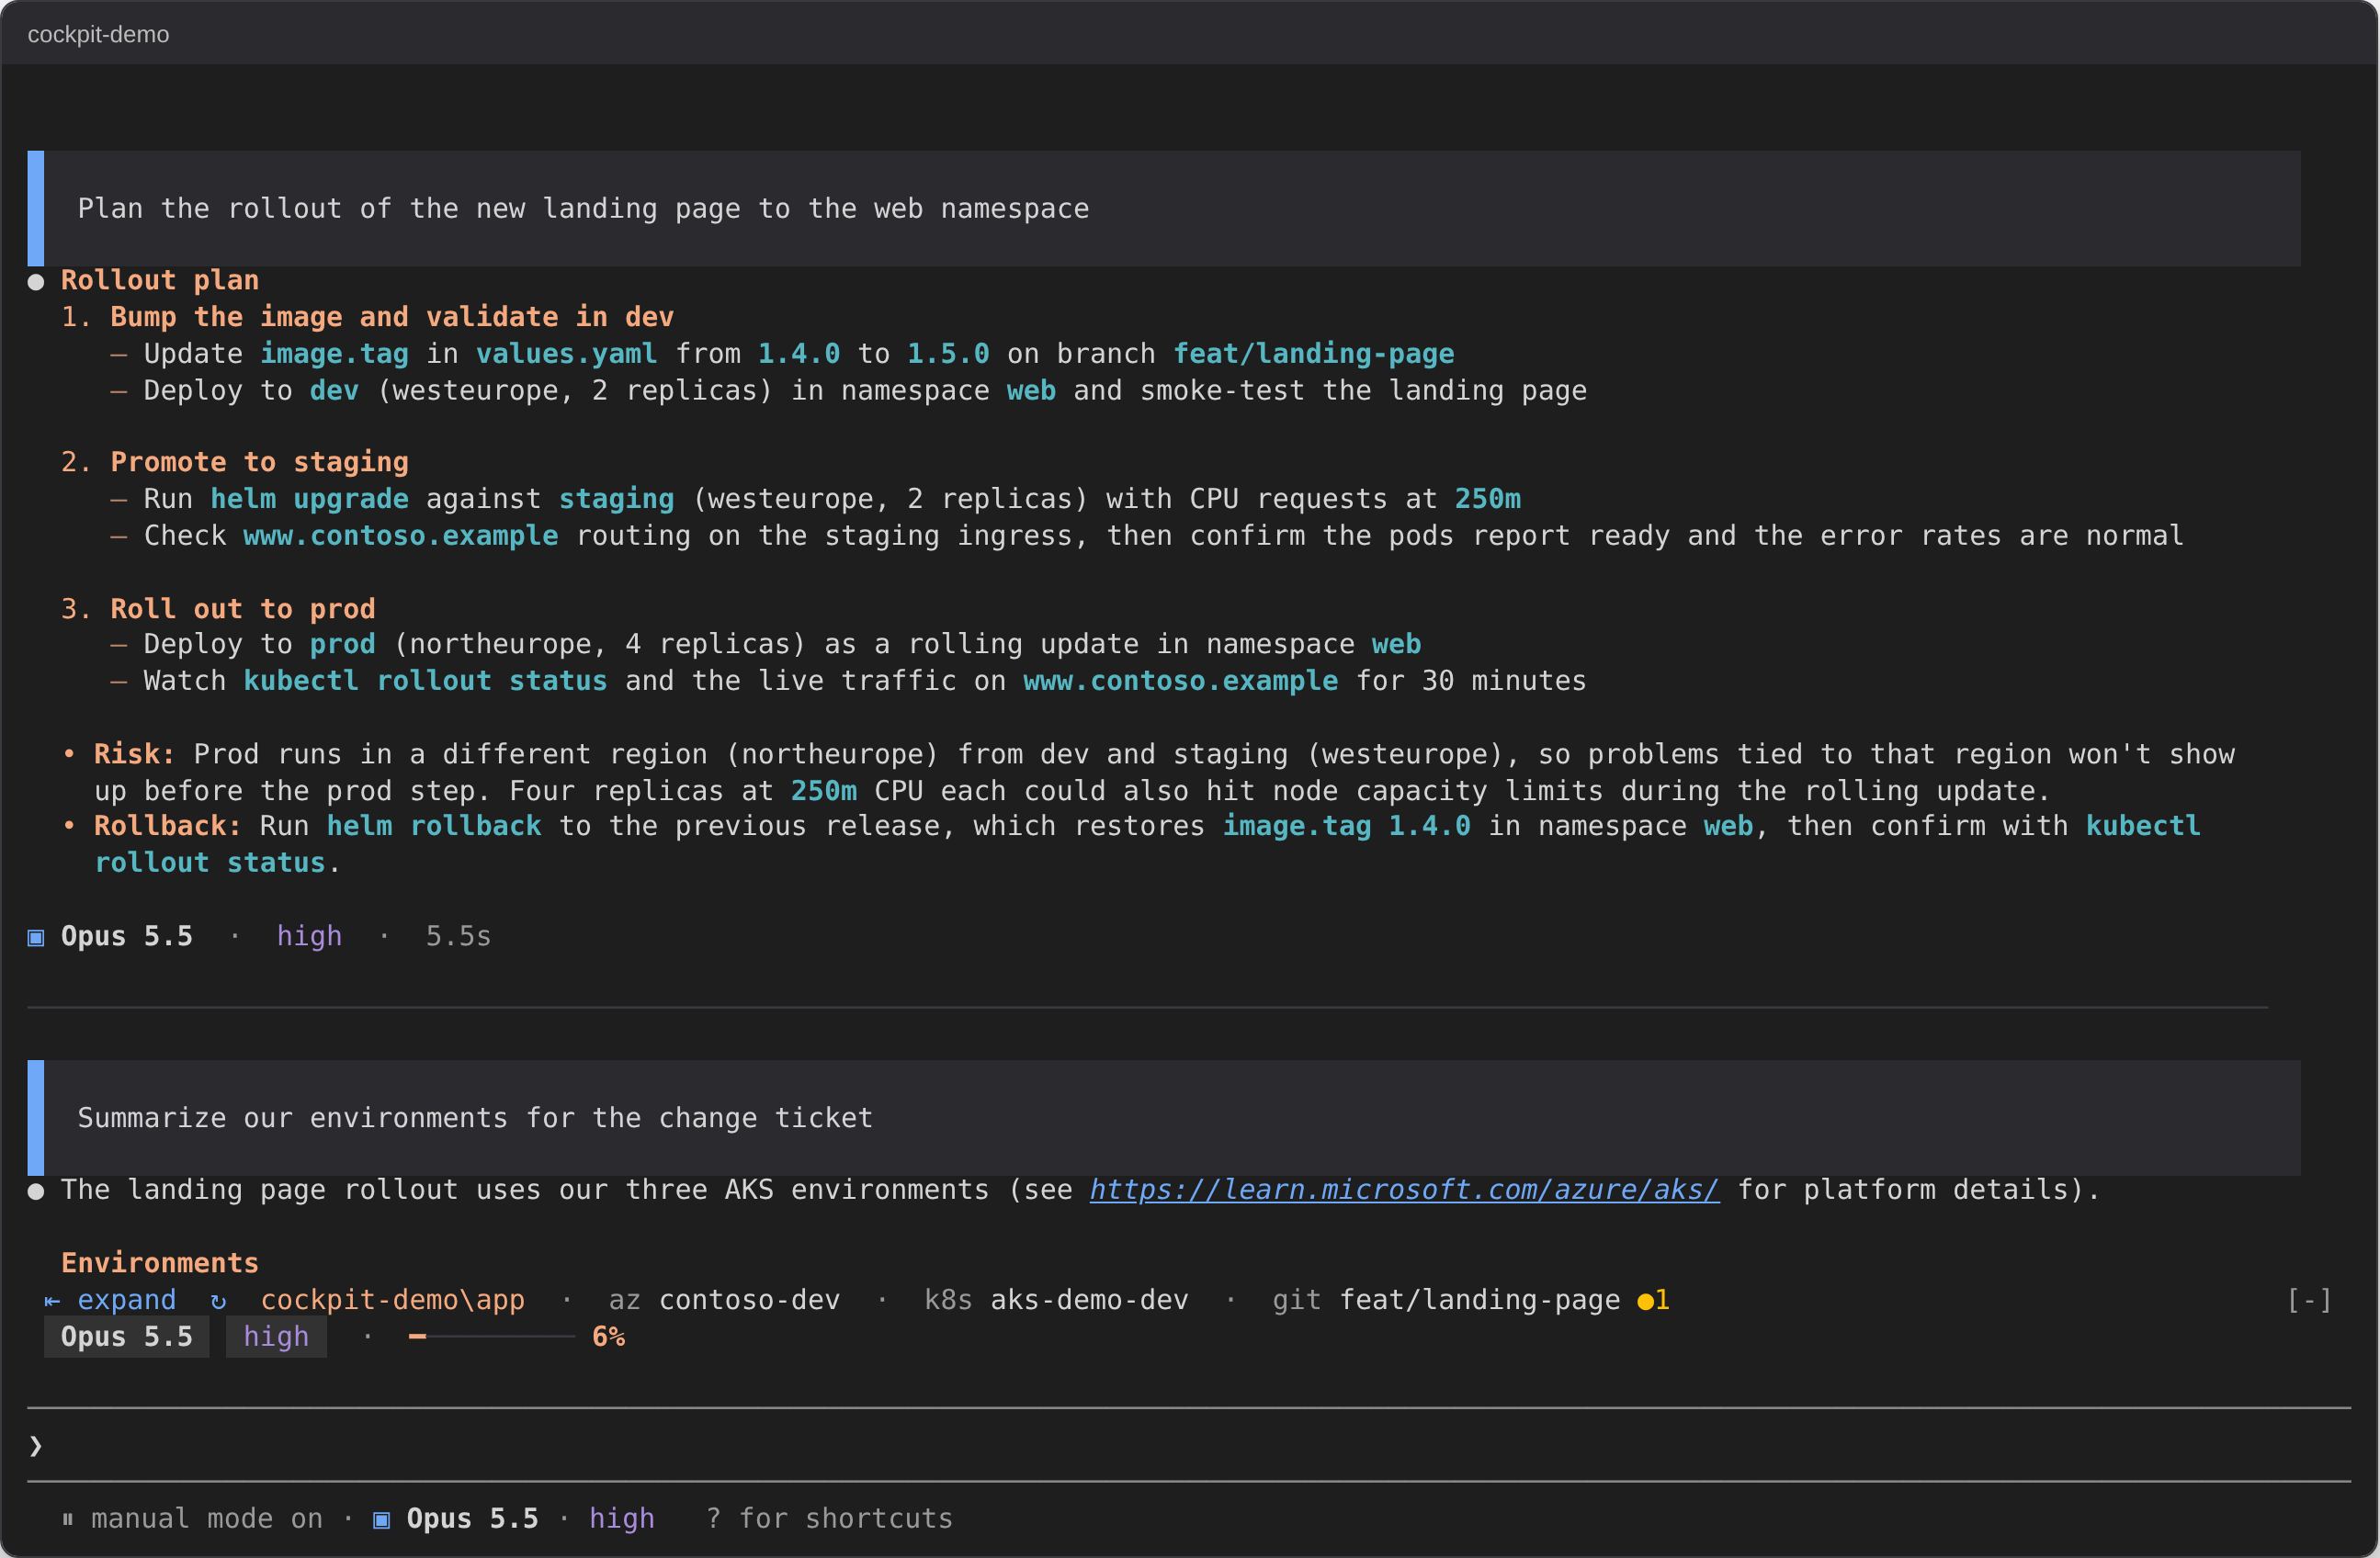 cockpit-demo
Plan the rollout of the new landing page to the web namespace
● Rollout plan
1. Bump the image and validate in dev
– Update image.tag in values.yaml from 1.4.0 to 1.5.0 on branch feat/landing-page
– Deploy to dev (westeurope, 2 replicas) in namespace web and smoke-test the landing page
2. Promote to staging
– Run helm upgrade against staging (westeurope, 2 replicas) with CPU requests at 250m
– Check www.contoso.example routing on the staging ingress, then confirm the pods report ready and the error rates are normal
3. Roll out to prod
– Deploy to prod (northeurope, 4 replicas) as a rolling update in namespace web
– Watch kubectl rollout status and the live traffic on www.contoso.example for 30 minutes
• Risk: Prod runs in a different region (northeurope) from dev and staging (westeurope), so problems tied to that region won't show
up before the prod step. Four replicas at 250m CPU each could also hit node capacity limits during the rolling update.
• Rollback: Run helm rollback to the previous release, which restores image.tag 1.4.0 in namespace web, then confirm with kubectl
rollout status.
▣ Opus 5.5 · high · 5.5s
Summarize our environments for the change ticket
● The landing page rollout uses our three AKS environments (see https://learn.microsoft.com/azure/aks/ for platform details).
Environments
⇤ expand ↻ cockpit-demo\app · az contoso-dev · k8s aks-demo-dev · git feat/landing-page ●1 [-]
Opus 5.5 high · 6%
❯
⏸ manual mode on · ▣ Opus 5.5 · high ? for shortcuts